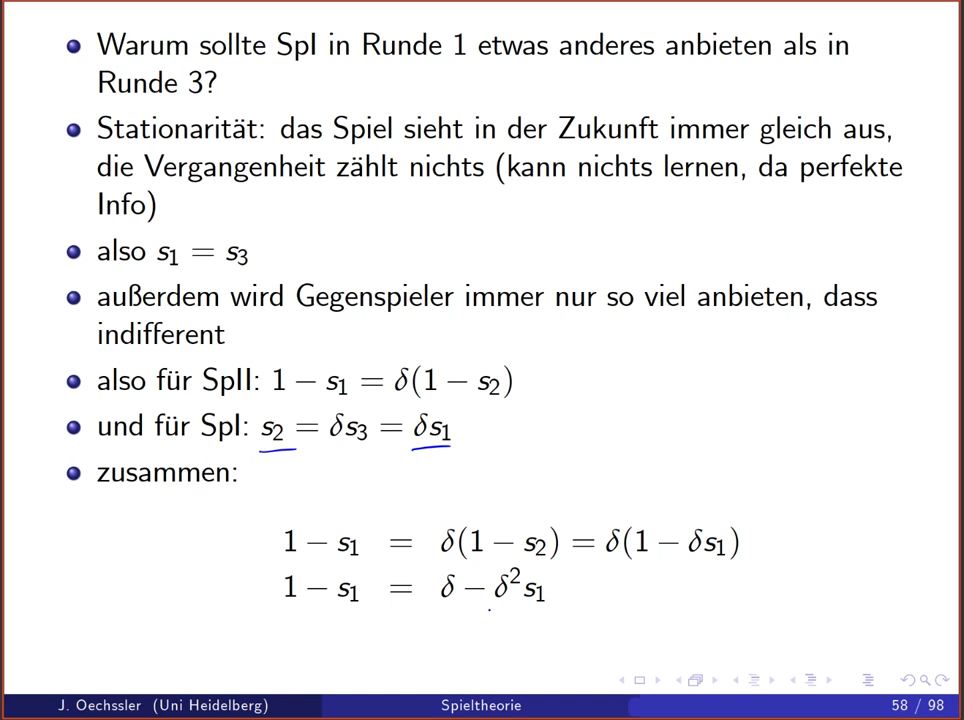 Warum sollte SpI in Runde 1 etwas anderes anbieten als in
Runde 3?
Stationarität: das Spiel sieht in der Zukunft immer gleich aus,
die Vergangenheit zählt nichts (kann nichts lernen, da perfekte
Info)
also s₁ = s₃
außerdem wird Gegenspieler immer nur so viel anbieten, dass
indifferent
also für SpII: 1 − s₁ = δ(1 − s₂)
und für SpI: s₂ = δs₃ = δs₁
zusammen:
1 − s₁ = δ(1 − s₂) = δ(1 − δs₁)
1 − s₁ = δ − δ²s₁
J. Oechssler (Uni Heidelberg) Spieltheorie 58 / 98